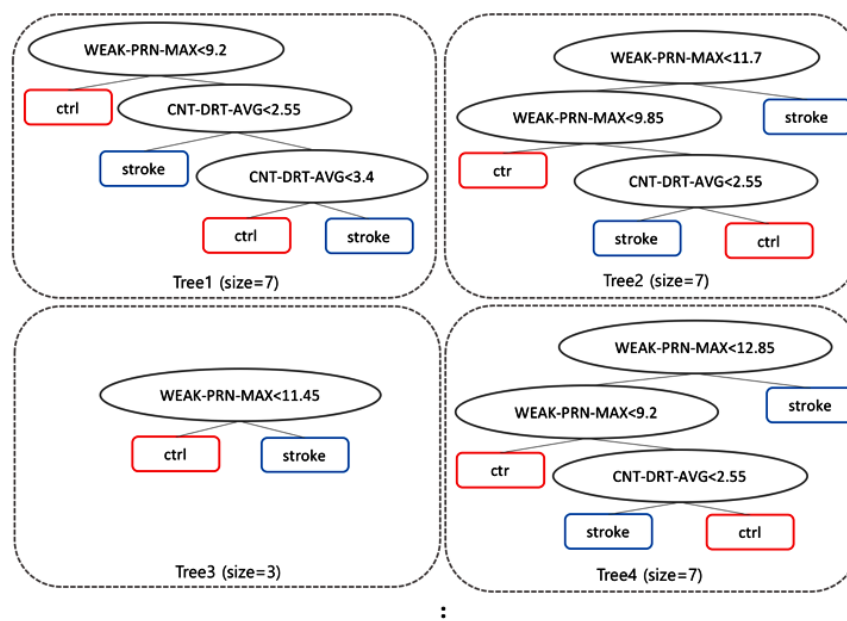 WEAK-PRN-MAX<9.2
ctrl
CNT-DRT-AVG<2.55
stroke
CNT-DRT-AVG<3.4
ctrl
stroke
Tree1 (size=7)
WEAK-PRN-MAX<11.7
WEAK-PRN-MAX<9.85
stroke
ctr
CNT-DRT-AVG<2.55
stroke
ctrl
Tree2 (size=7)
WEAK-PRN-MAX<11.45
ctrl
stroke
Tree3 (size=3)
WEAK-PRN-MAX<12.85
WEAK-PRN-MAX<9.2
stroke
ctr
CNT-DRT-AVG<2.55
stroke
ctrl
Tree4 (size=7)
: